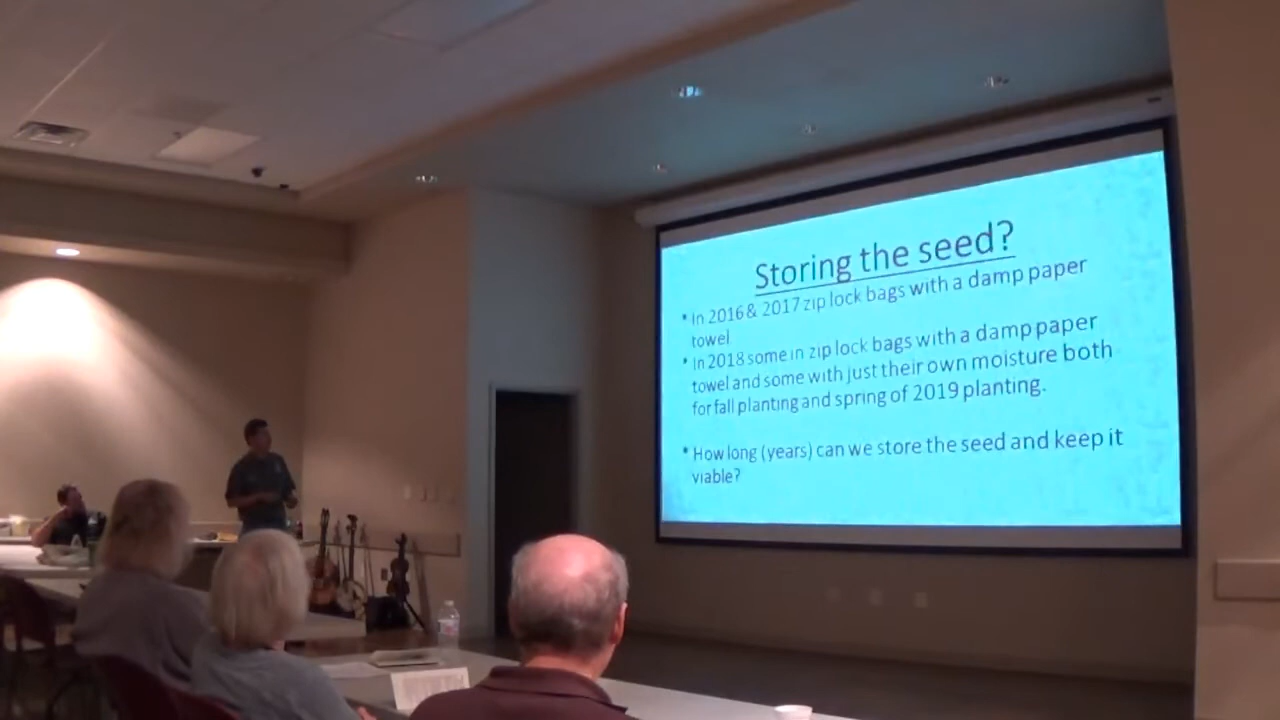 Storing the seed?
• In 2016 & 2017 zip lock bags with a damp paper
towel
• In 2018 some in zip lock bags with a damp paper
towel and some with just their own moisture both
for fall planting and spring of 2019 planting.
• How long (years) can we store the seed and keep it
viable?